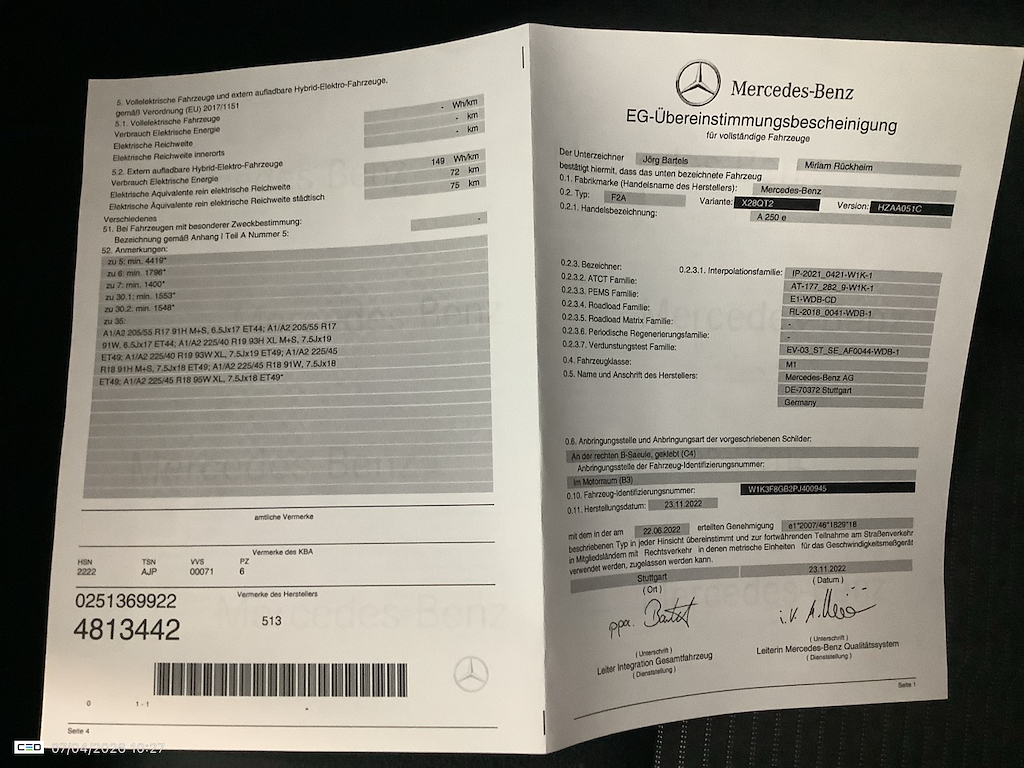 5. Vollelektrische Fahrzeuge und extern aufladbare Hybrid-Elektro-Fahrzeuge,
gemäß Verordnung (EU) 2017/1151
5.1. Vollelektrische Fahrzeuge
Verbrauch Elektrische Energie - Wh/km
Elektrische Reichweite - km
Elektrische Reichweite innerorts - km
5.2. Extern aufladbare Hybrid-Elektro-Fahrzeuge
Verbrauch Elektrische Energie 149 Wh/km
Elektrische Äquivalente rein elektrische Reichweite 72 km
Elektrische Äquivalente rein elektrische Reichweite städtisch 75 km
Verschiedenes
51. Bei Fahrzeugen mit besonderer Zweckbestimmung: -
Bezeichnung gemäß Anhang I Teil A Nummer 5:
52. Anmerkungen:
zu 5: min. 4419*
zu 6: min. 1796*
zu 7: min. 1400*
zu 30.1: min. 1553*
zu 30.2: min. 1548*
zu 35:
A1/A2 205/55 R17 91H M+S, 6.5Jx17 ET44; A1/A2 205/55 R17
91W, 6.5Jx17 ET44; A1/A2 225/40 R19 93H XL M+S, 7.5Jx19
ET49; A1/A2 225/40 R19 93W XL, 7.5Jx19 ET49; A1/A2 225/45
R18 91H M+S, 7.5Jx18 ET49; A1/A2 225/45 R18 91W, 7.5Jx18
ET49; A1/A2 225/45 R18 95W XL, 7.5Jx18 ET49*
amtliche Vermerke
Vermerke des KBA
HSN TSN VVS PZ
2222 AJP 00071 6
Vermerke des Herstellers
0251369922
4813442 513
0 1 - 1
Seite 4
CEO 07/04/2026 10:27
Mercedes-Benz
EG-Übereinstimmungsbescheinigung
für vollständige Fahrzeuge
Der Unterzeichner Jörg Bartels Miriam Rückheim
bestätigt hiermit, dass das unten bezeichnete Fahrzeug
0.1. Fabrikmarke (Handelsname des Herstellers): Mercedes-Benz
0.2. Typ: F2A Variante: X28QT2 Version: HZAA051C
0.2.1. Handelsbezeichnung: A 250 e
0.2.3. Bezeichner: 0.2.3.1. Interpolationsfamilie: IP-2021_0421-W1K-1
0.2.3.2. ATCT Familie: AT-177_282_9-W1K-1
0.2.3.3. PEMS Familie: E1-WDB-CD
0.2.3.4. Roadload Familie: RL-2018_0041-WDB-1
0.2.3.5. Roadload Matrix Familie: -
0.2.3.6. Periodische Regenerierungsfamilie: -
0.2.3.7. Verdunstungstest Familie: EV-03_ST_SE_AF0044-WDB-1
0.4. Fahrzeugklasse: M1
0.5. Name und Anschrift des Herstellers: Mercedes-Benz AG
DE-70372 Stuttgart
Germany
0.6. Anbringungsstelle und Anbringungsart der vorgeschriebenen Schilder:
An der rechten B-Saeule, geklebt (C4)
Anbringungsstelle der Fahrzeug-Identifizierungsnummer:
im Motorraum (B3)
0.10. Fahrzeug-Identifizierungsnummer: W1K3F8GB2PJ400945
0.11. Herstellungsdatum: 23.11.2022
mit dem in der am 22.06.2022 erteilten Genehmigung e1*2007/46*1829*18
beschriebenen Typ in jeder Hinsicht übereinstimmt und zur fortwährenden Teilnahme am Straßenverkehr
in Mitgliedsländern mit Rechtsverkehr in denen metrische Einheiten für das Geschwindigkeitsmeßgerät
verwendet werden, zugelassen werden kann.
Stuttgart 23.11.2022
( Ort ) ( Datum )
ppa.
i.V.
( Unterschrift ) ( Unterschrift )
Leiter Integration Gesamtfahrzeug Leiterin Mercedes-Benz Qualitätssystem
( Dienststellung ) ( Dienststellung )
Seite 1